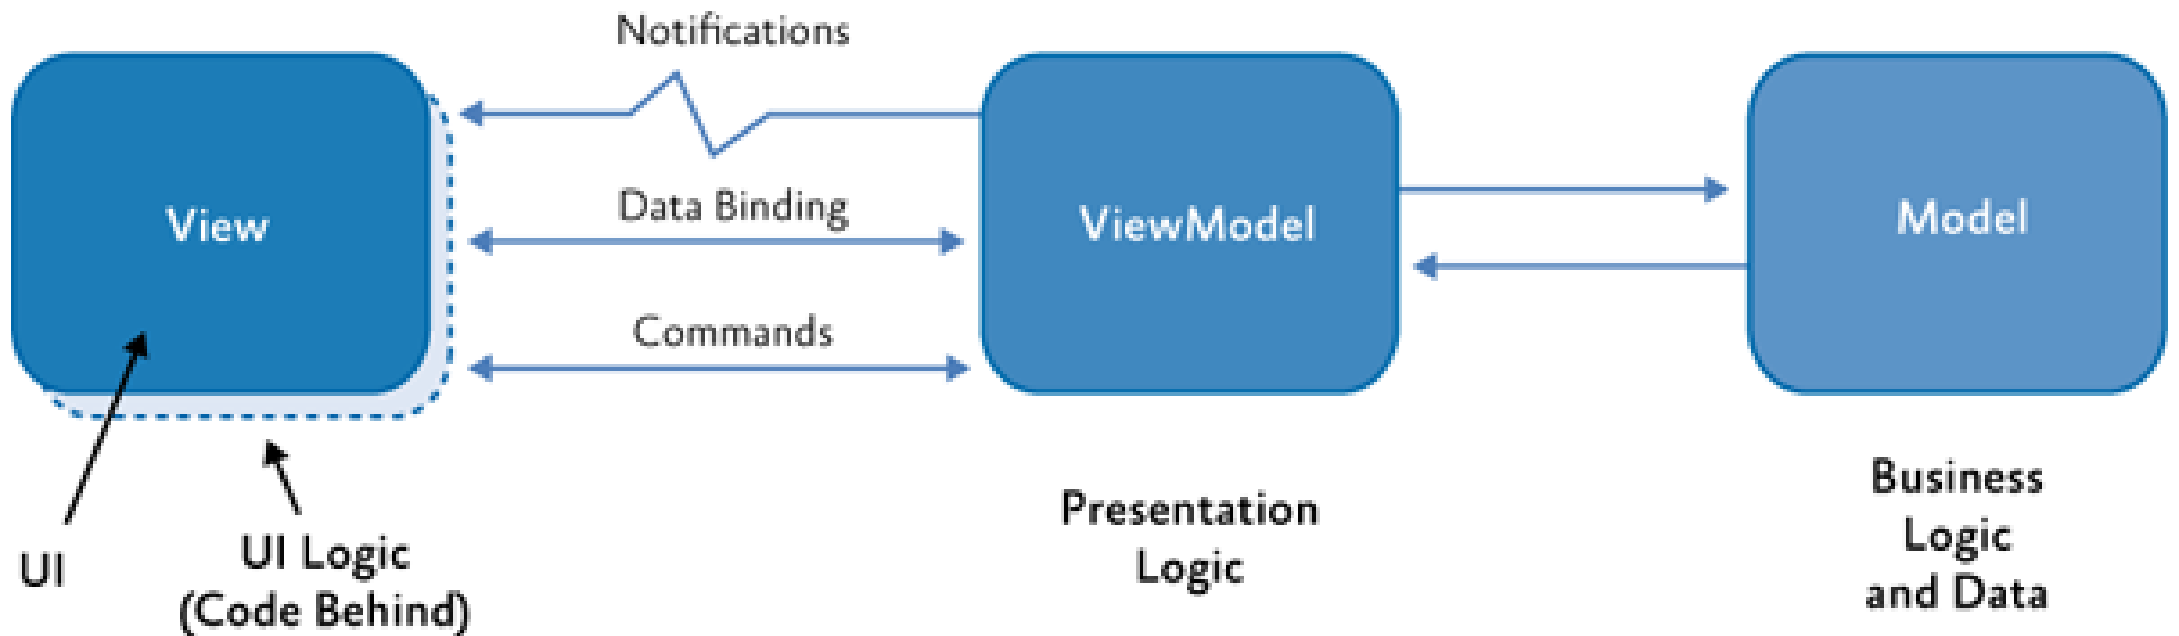 Notifications
View
Data Binding
ViewModel
Model
Commands
UI
UI Logic
(Code Behind)
Presentation
Logic
Business
Logic
and Data